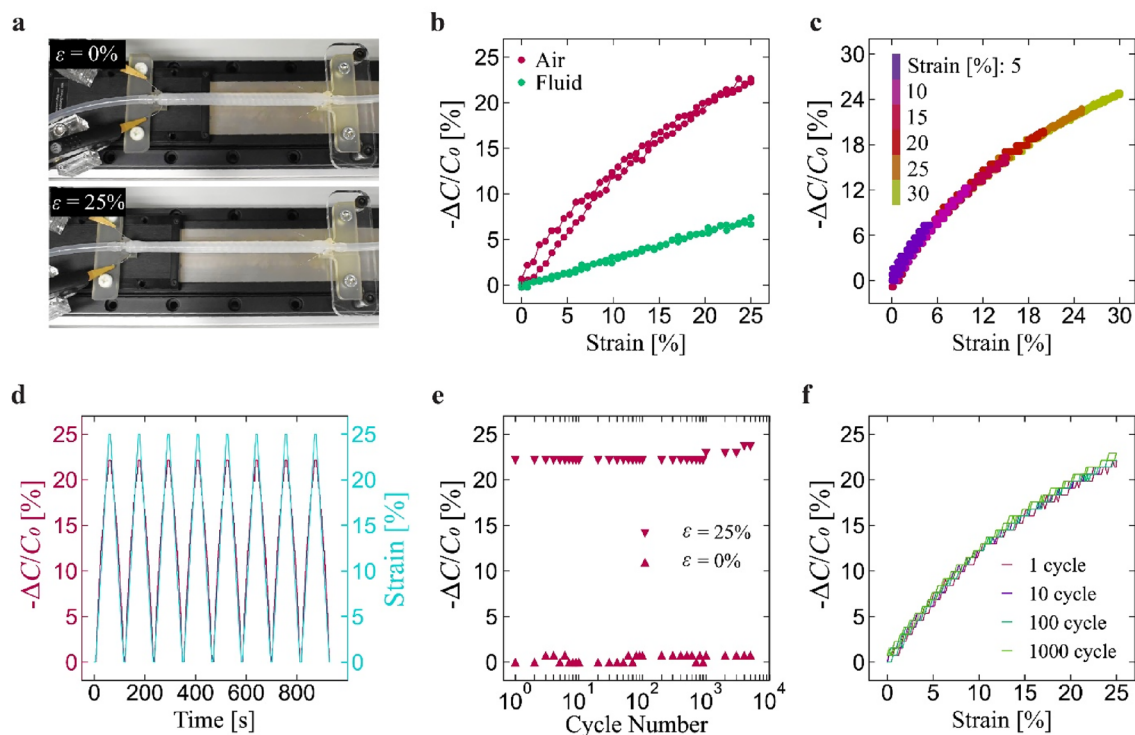 a
ε = 0%
ε = 25%
b
-ΔC/C₀ [%]
25
20
15
10
5
0
Air
Fluid
0 5 10 15 20 25
Strain [%]
c
-ΔC/C₀ [%]
30
24
18
12
6
0
Strain [%]: 5
10
15
20
25
30
0 6 12 18 24 30
Strain [%]
d
-ΔC/C₀ [%]
25
20
15
10
5
0
25
20
15
10
5
0
Strain [%]
0 200 400 600 800
Time [s]
e
-ΔC/C₀ [%]
25
20
15
10
5
0
ε = 25%
ε = 0%
10⁰ 10¹ 10² 10³ 10⁴
Cycle Number
f
-ΔC/C₀ [%]
25
20
15
10
5
0
1 cycle
10 cycle
100 cycle
1000 cycle
0 5 10 15 20 25
Strain [%]